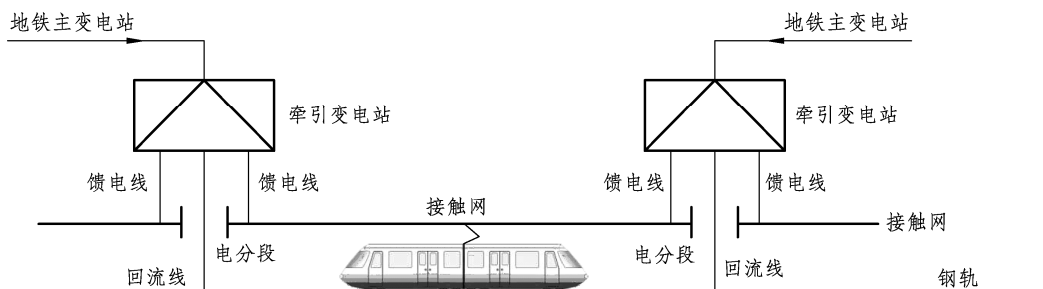 地铁主变电站
地铁主变电站
牵引变电站
牵引变电站
馈电线
馈电线
馈电线
馈电线
接触网
接触网
电分段
电分段
回流线
回流线
钢轨